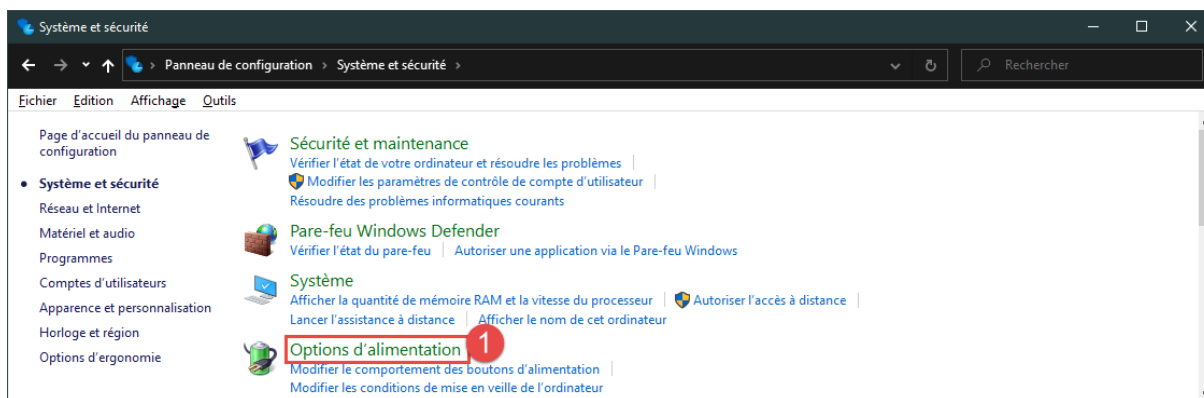 Système et sécurité
Panneau de configuration > Système et sécurité >
Rechercher
Fichier Edition Affichage Outils
Page d'accueil du panneau de
configuration
Système et sécurité
Réseau et Internet
Matériel et audio
Programmes
Comptes d'utilisateurs
Apparence et personnalisation
Horloge et région
Options d'ergonomie
Sécurité et maintenance
Vérifier l'état de votre ordinateur et résoudre les problèmes
Modifier les paramètres de contrôle de compte d'utilisateur
Résoudre des problèmes informatiques courants
Pare-feu Windows Defender
Vérifier l'état du pare-feu Autoriser une application via le Pare-feu Windows
Système
Afficher la quantité de mémoire RAM et la vitesse du processeur Autoriser l'accès à distance
Lancer l'assistance à distance Afficher le nom de cet ordinateur
Options d'alimentation 1
Modifier le comportement des boutons d'alimentation
Modifier les conditions de mise en veille de l'ordinateur